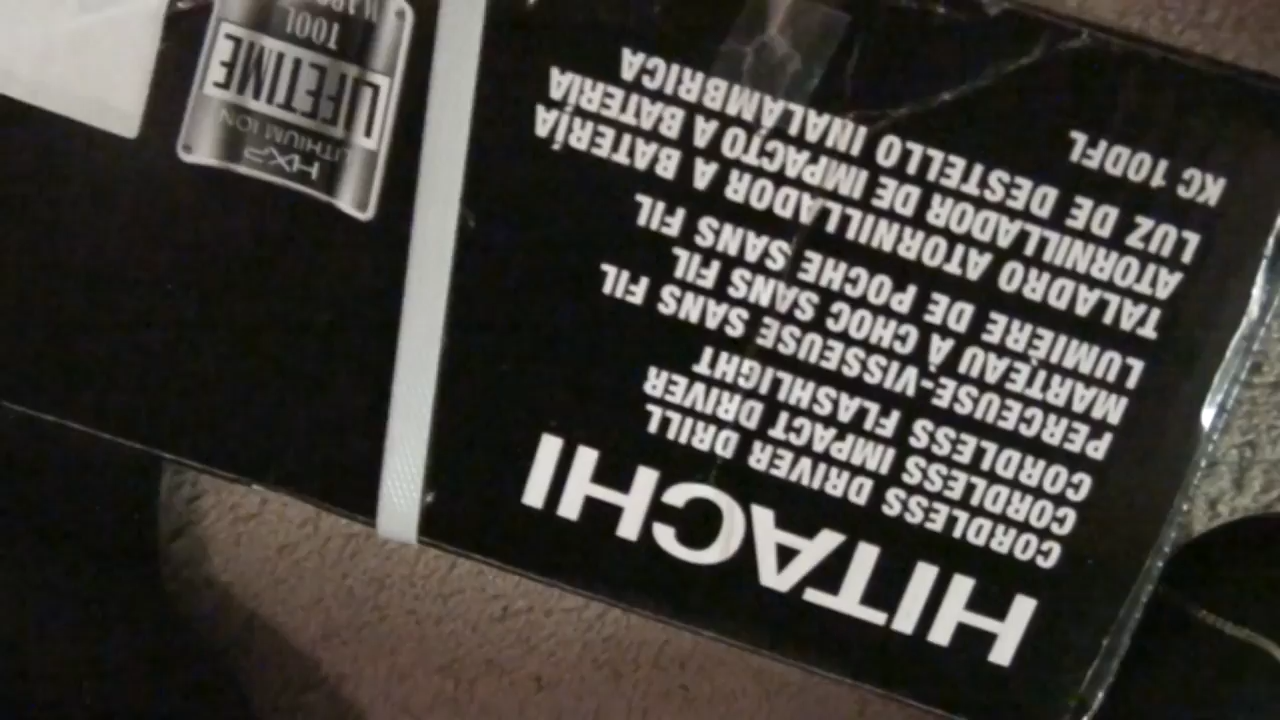 HITACHI
CORDLESS DRIVER DRILL
CORDLESS IMPACT DRIVER
CORDLESS FLASHLIGHT
PERCEUSE-VISSEUSE SANS FIL
MARTEAU À CHOC SANS FIL
LUMIÈRE DE POCHE SANS FIL
TALADRO ATORNILLADOR A BATERÍA
ATORNILLADOR DE IMPACTO A BATERÍA
LUZ DE DESTELLO INALÁMBRICA
KC 10DFL
HXP
LITHIUM ION
LIFETIME
TOOL